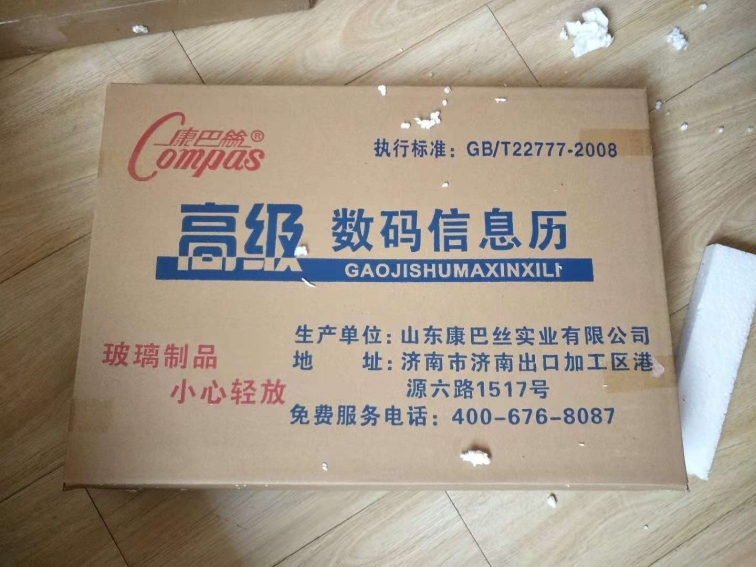 康巴絲®
Compas
执行标准：GB/T22777-2008
高级 数码信息历
GAOJISHUMAXINXILI
玻璃制品
小心轻放
生产单位：山东康巴丝实业有限公司
地 址：济南市济南出口加工区港
源六路1517号
免费服务电话：400-676-8087